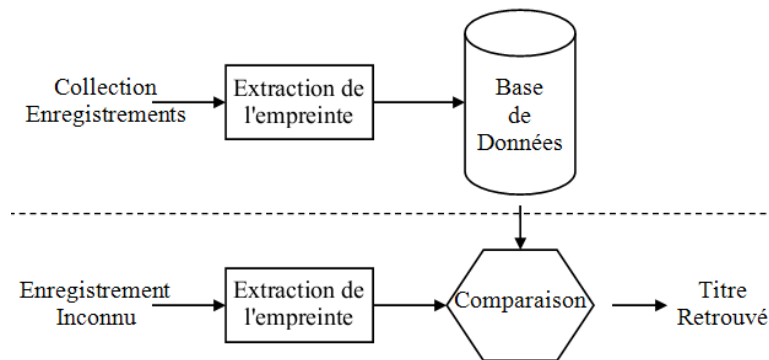 Collection
Enregistrements
Extraction de
l'empreinte
Base
de
Données
Enregistrement
Inconnu
Extraction de
l'empreinte
Comparaison
Titre
Retrouvé